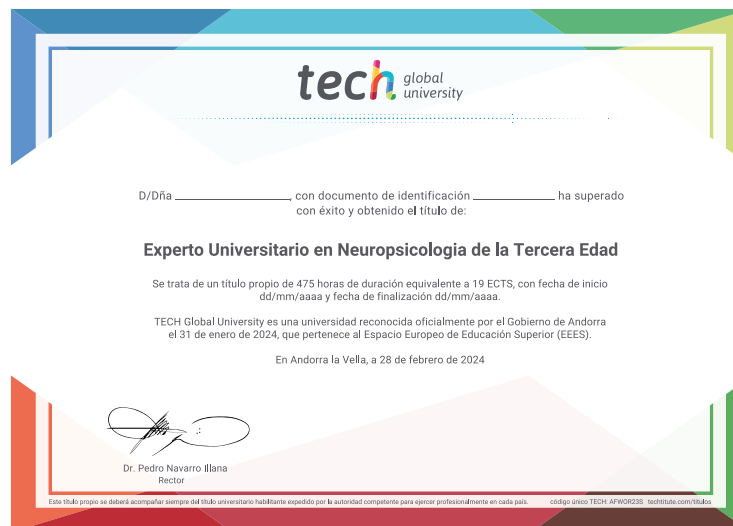 tech global university
D/Dña ____________________, con documento de identificación ______________ ha superado
con éxito y obtenido el título de:
Experto Universitario en Neuropsicologia de la Tercera Edad
Se trata de un título propio de 475 horas de duración equivalente a 19 ECTS, con fecha de inicio
dd/mm/aaaa y fecha de finalización dd/mm/aaaa.
TECH Global University es una universidad reconocida oficialmente por el Gobierno de Andorra
el 31 de enero de 2024, que pertenece al Espacio Europeo de Educación Superior (EEES).
En Andorra la Vella, a 28 de febrero de 2024
Dr. Pedro Navarro Illana
Rector
Este título propio se deberá acompañar siempre del título universitario habilitante expedido por la autoridad competente para ejercer profesionalmente en cada país. código único TECH: AFWOR23S techtitute.com/titulos